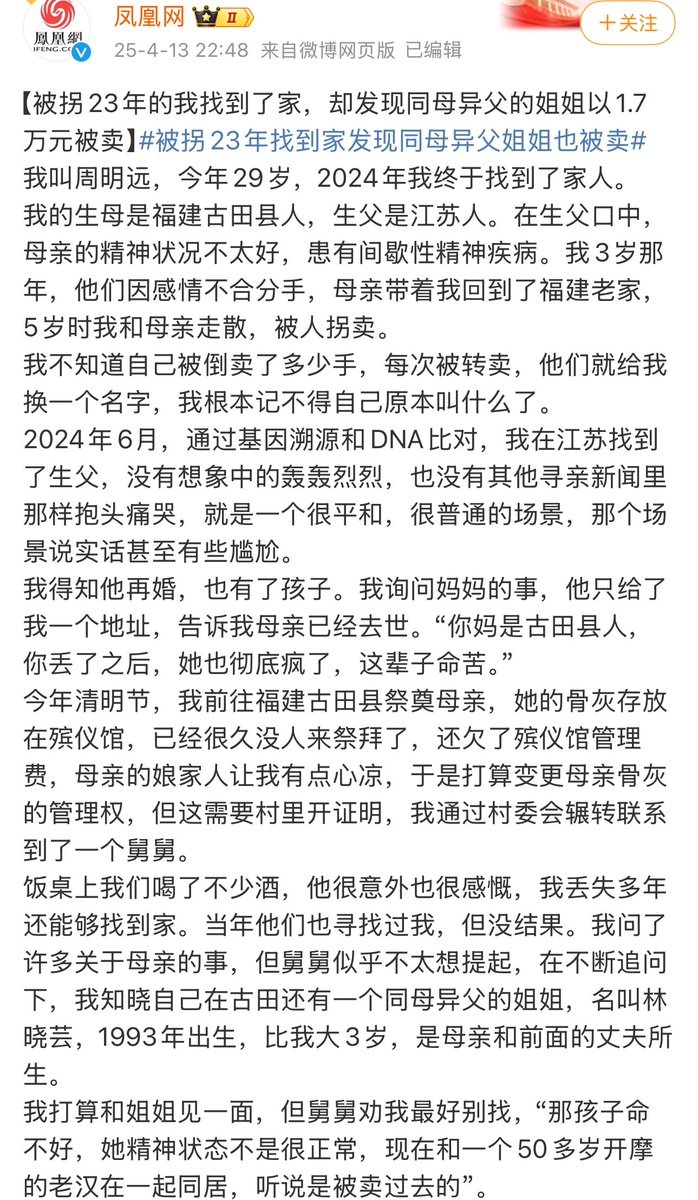 鳳凰網
IFENG.CO
凤凰网
II
25-4-13 22:48 来自微博网页版 已编辑
+关注
【被拐23年的我找到了家，却发现同母异父的姐姐以1.7
万元被卖】#被拐23年找到家发现同母异父姐姐也被卖#
我叫周明远，今年29岁，2024年我终于找到了家人。
我的生母是福建古田县人，生父是江苏人。在生父口中，
母亲的精神状况不太好，患有间歇性精神疾病。我3岁那
年，他们因感情不合分手，母亲带着我回到了福建老家，
5岁时我和母亲走散，被人拐卖。
我不知道自己被倒卖了多少手，每次被转卖，他们就给我
换一个名字，我根本记不得自己原本叫什么了。
2024年6月，通过基因溯源和DNA比对，我在江苏找到
了生父，没有想象中的轰轰烈烈，也没有其他寻亲新闻里
那样抱头痛哭，就是一个很平和，很普通的场景，那个场
景说实话甚至有些尴尬。
我得知他再婚，也有了孩子。我询问妈妈的事，他只给了
我一个地址，告诉我母亲已经去世。“你妈是古田县人，
你丢了之后，她也彻底疯了，这辈子命苦。”
今年清明节，我前往福建古田县祭奠母亲，她的骨灰存放
在殡仪馆，已经很久没人来祭拜了，还欠了殡仪馆管理
费，母亲的娘家人让我有点心凉，于是打算变更母亲骨灰
的管理权，但这需要村里开证明，我通过村委会辗转联系
到了一个舅舅。
饭桌上我们喝了不少酒，他很意外也很感慨，我丢失多年
还能够找到家。当年他们也寻找过我，但没结果。我问了
许多关于母亲的事，但舅舅似乎不太想提起，在不断追问
下，我知晓自己在古田还有一个同母异父的姐姐，名叫林
晓芸，1993年出生，比我大3岁，是母亲和前面的丈夫所
生。
我打算和姐姐见一面，但舅舅劝我最好别找，“那孩子命
不好，她精神状态不是很正常，现在和一个50多岁开摩
的老汉在一起同居，听说是被卖过去的”。